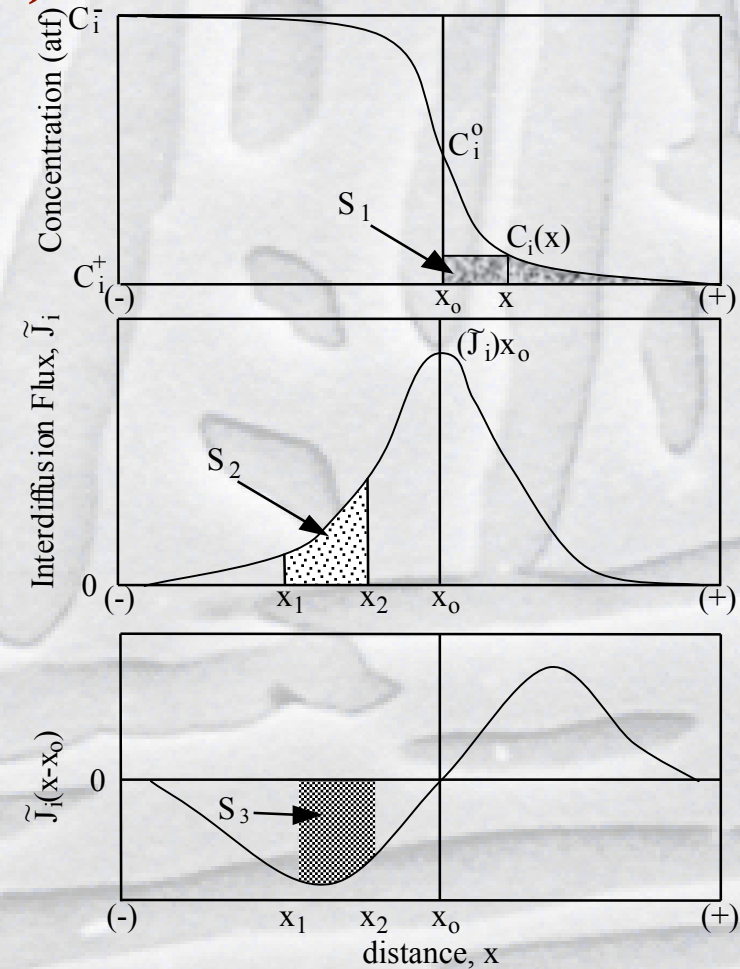 Concentration (atf)
C_i^-
C_i^o
S_1
C_i(x)
C_i^+
(-)
x_o
x
(+)
Interdiffusion Flux, J̃_i
(J̃_i)x_o
S_2
0
(-)
x_1
x_2
x_o
(+)
J̃_i(x-x_o)
0
S_3
(-)
x_1
x_2
x_o
(+)
distance, x